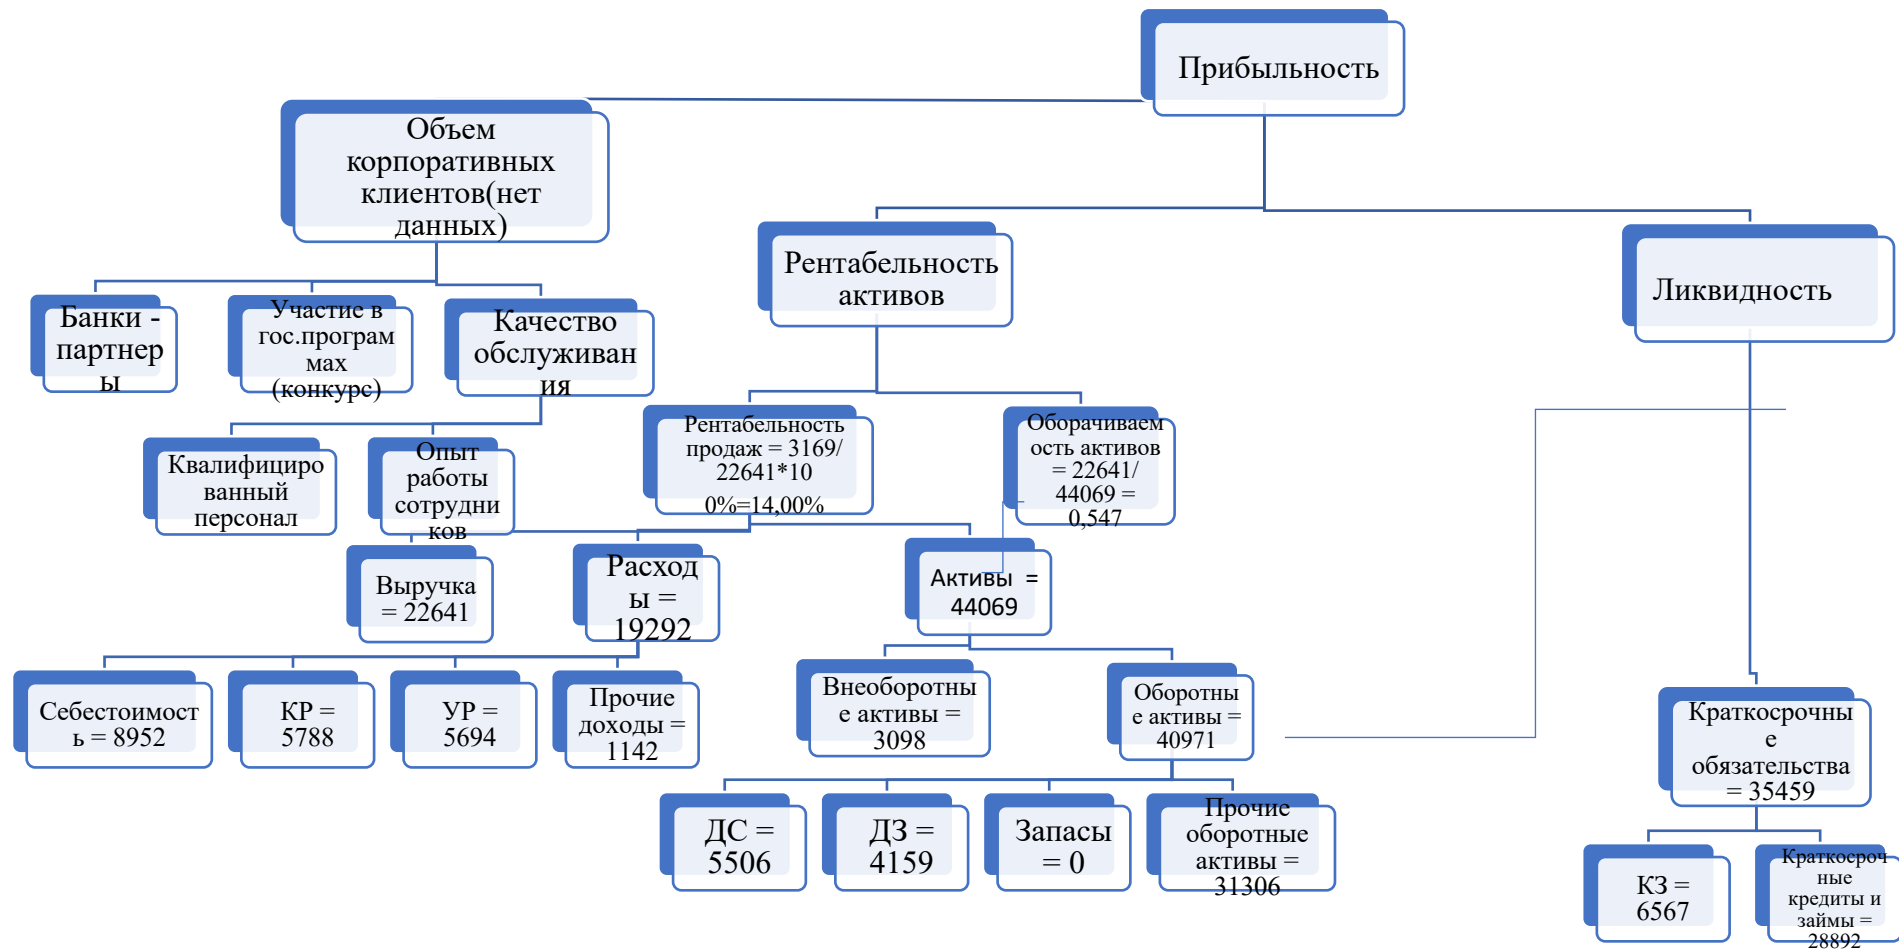 Прибыльность
Объем
корпоративных
клиентов(нет
данных)
Рентабельность
активов
Ликвидность
Банки -
партнер
ы
Участие в
гос.програм
мах
(конкурс)
Качество
обслуживан
ия
Квалифициро
ванный
персонал
Опыт
работы
сотрудни
ков
Рентабельность
продаж = 3169/
22641*10
0%=14,00%
Оборачиваем
ость активов
= 22641/
44069 =
0,547
Выручка
= 22641
Расход
ы =
19292
Активы =
44069
Себестоимост
ь = 8952
КР =
5788
УР =
5694
Прочие
доходы =
1142
Внеоборотны
е активы =
3098
Оборотны
е активы =
40971
Краткосрочны
е
обязательства
= 35459
ДС =
5506
ДЗ =
4159
Запасы
= 0
Прочие
оборотные
активы =
31306
КЗ =
6567
Краткосроч
ные
кредиты и
займы =
28892